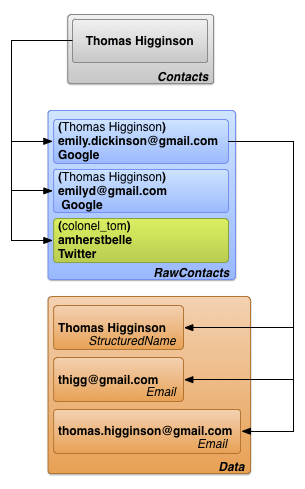 Thomas Higginson
Contacts
(Thomas Higginson)
emily.dickinson@gmail.com
Google
(Thomas Higginson)
emilyd@gmail.com
Google
(colonel_tom)
amherstbelle
Twitter
RawContacts
Thomas Higginson
StructuredName
thigg@gmail.com
Email
thomas.higginson@gmail.com
Email
Data